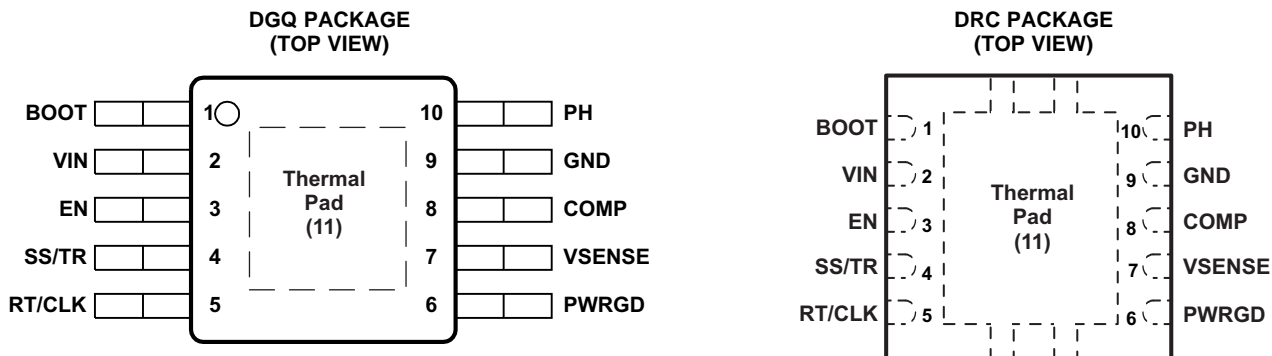 DGQ PACKAGE
(TOP VIEW)
BOOT 1 10 PH
VIN 2 9 GND
EN 3 8 COMP
SS/TR 4 7 VSENSE
RT/CLK 5 6 PWRGD
Thermal
Pad
(11)
DRC PACKAGE
(TOP VIEW)
BOOT 1 10 PH
VIN 2 9 GND
EN 3 8 COMP
SS/TR 4 7 VSENSE
RT/CLK 5 6 PWRGD
Thermal
Pad
(11)